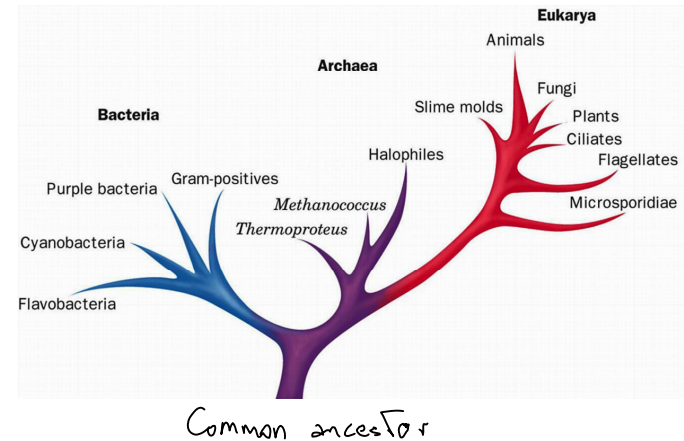 Eukarya
Animals
Archaea
Fungi
Slime molds
Bacteria
Plants
Ciliates
Halophiles
Flagellates
Gram-positives
Purple bacteria
Methanococcus
Microsporidiae
Thermoproteus
Cyanobacteria
Flavobacteria
Common ancestor